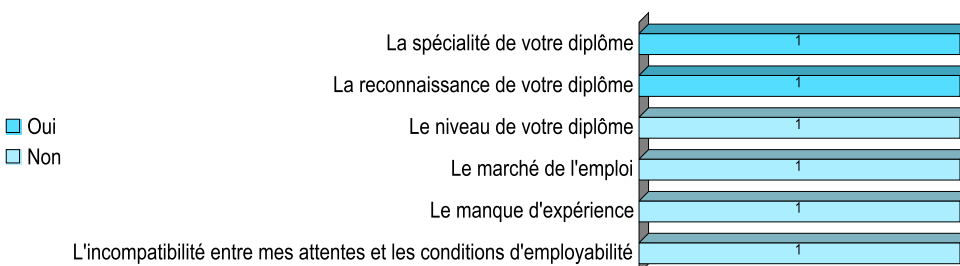 La spécialité de votre diplôme 1
La reconnaissance de votre diplôme 1
Oui
Le niveau de votre diplôme 1
Non
Le marché de l'emploi 1
Le manque d'expérience 1
L'incompatibilité entre mes attentes et les conditions d'employabilité 1